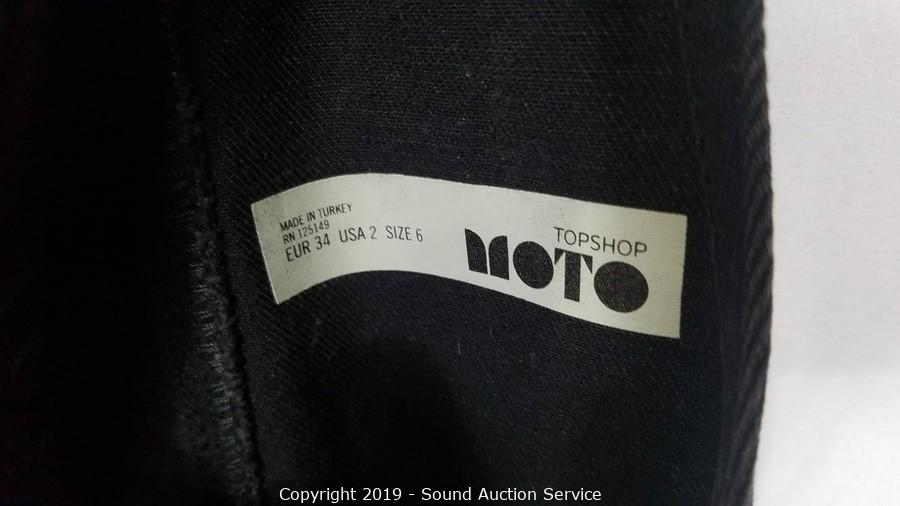 MADE IN TURKEY
RN 125149
EUR 34 USA 2 SIZE 6
TOPSHOP
MOTO
Copyright 2019 - Sound Auction Service